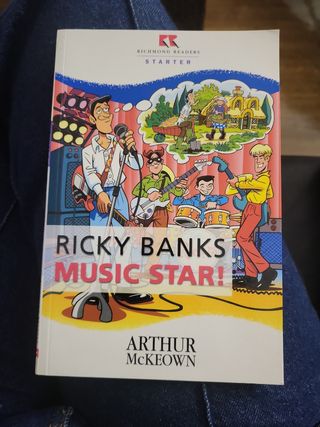 RICHMOND READERS
STARTER
RICKY BANKS
MUSIC STAR!
ARTHUR
McKEOWN